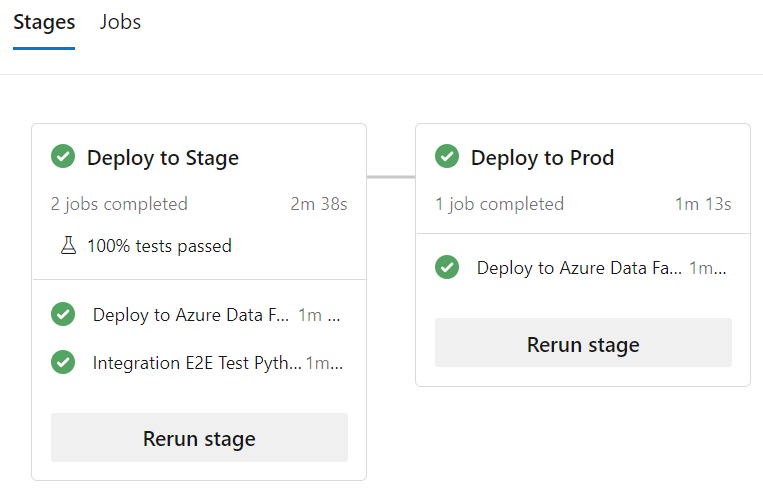 Stages Jobs
Deploy to Stage
2 jobs completed 2m 38s
100% tests passed
Deploy to Azure Data F... 1m ...
Integration E2E Test Pyth... 1m...
Rerun stage
Deploy to Prod
1 job completed 1m 13s
Deploy to Azure Data Fa... 1m...
Rerun stage